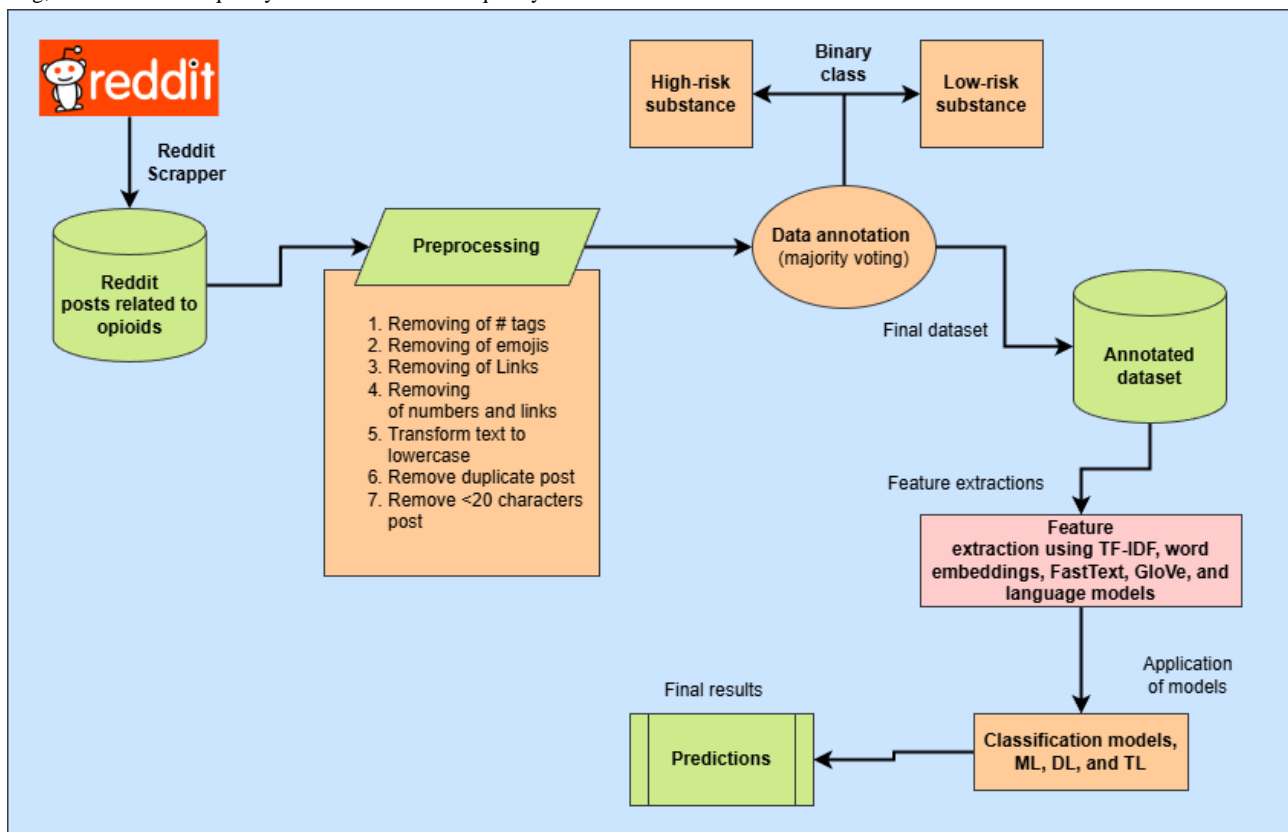 reddit
Reddit
Scrapper
Reddit
posts related to
opioids
Preprocessing
1. Removing of # tags
2. Removing of emojis
3. Removing of Links
4. Removing
of numbers and links
5. Transform text to
lowercase
6. Remove duplicate post
7. Remove <20 characters
post
High-risk
substance
Binary
class
Low-risk
substance
Data annotation
(majority voting)
Final dataset
Annotated
dataset
Feature extractions
Feature
extraction using TF-IDF, word
embeddings, FastText, GloVe, and
language models
Application
of models
Classification models,
ML, DL, and TL
Final results
Predictions